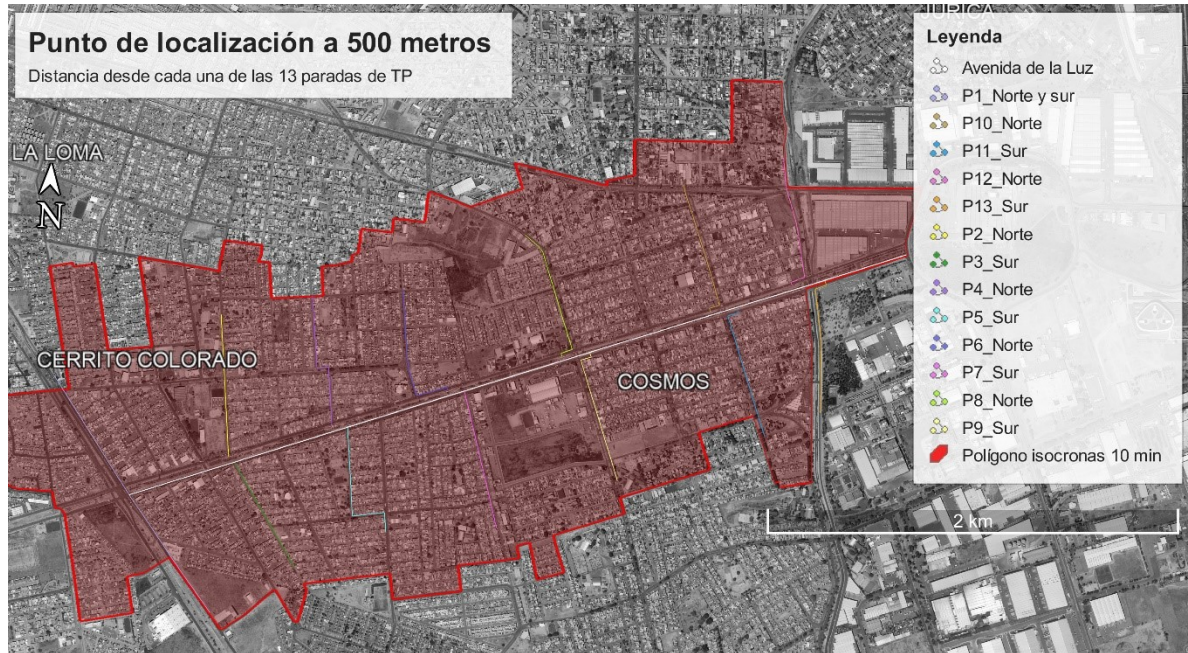 JURICA
Punto de localización a 500 metros
Distancia desde cada una de las 13 paradas de TP
LA LOMA
N
CERRITO COLORADO
COSMOS
Leyenda
Avenida de la Luz
P1_Norte y sur
P10_Norte
P11_Sur
P12_Norte
P13_Sur
P2_Norte
P3_Sur
P4_Norte
P5_Sur
P6_Norte
P7_Sur
P8_Norte
P9_Sur
Polígono isocronas 10 min
2 km